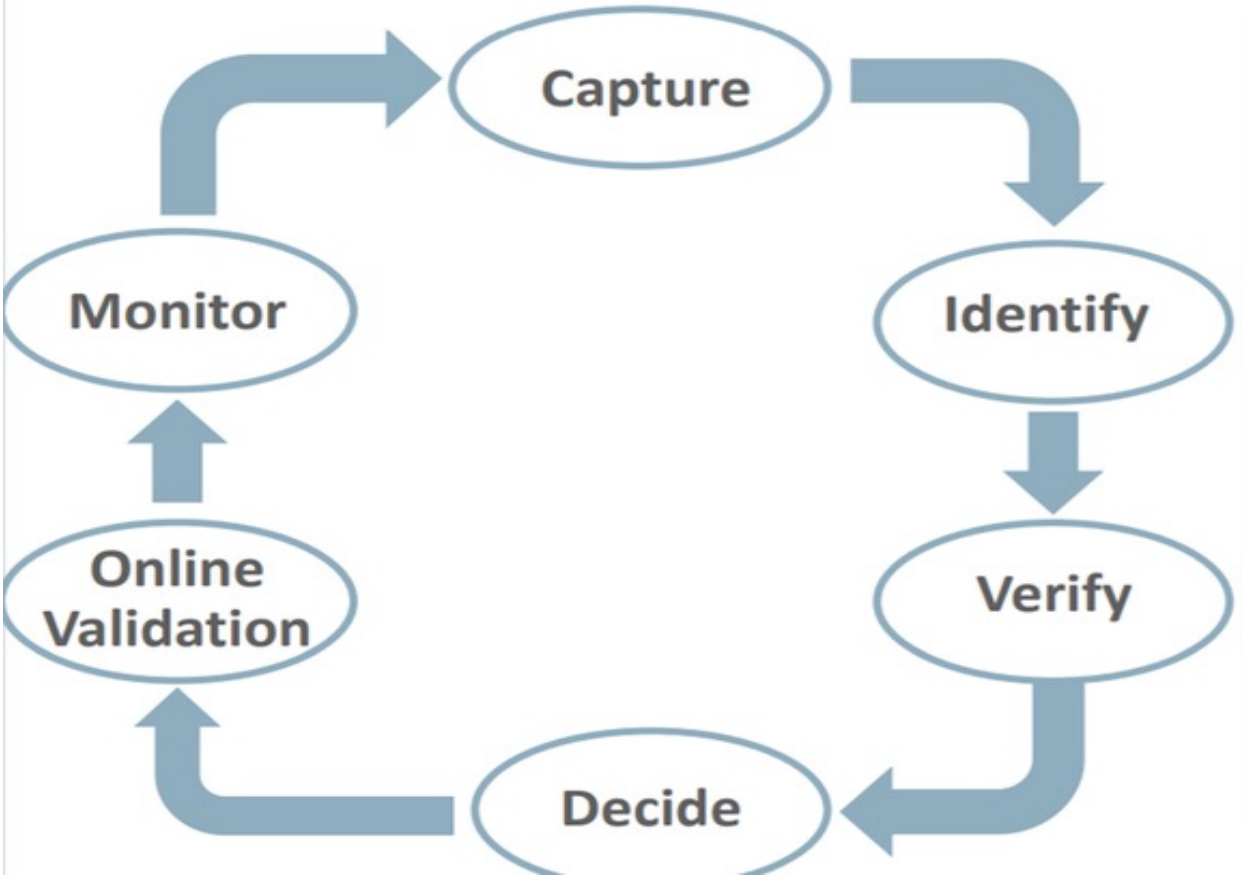 Capture
Identify
Verify
Decide
Online
Validation
Monitor